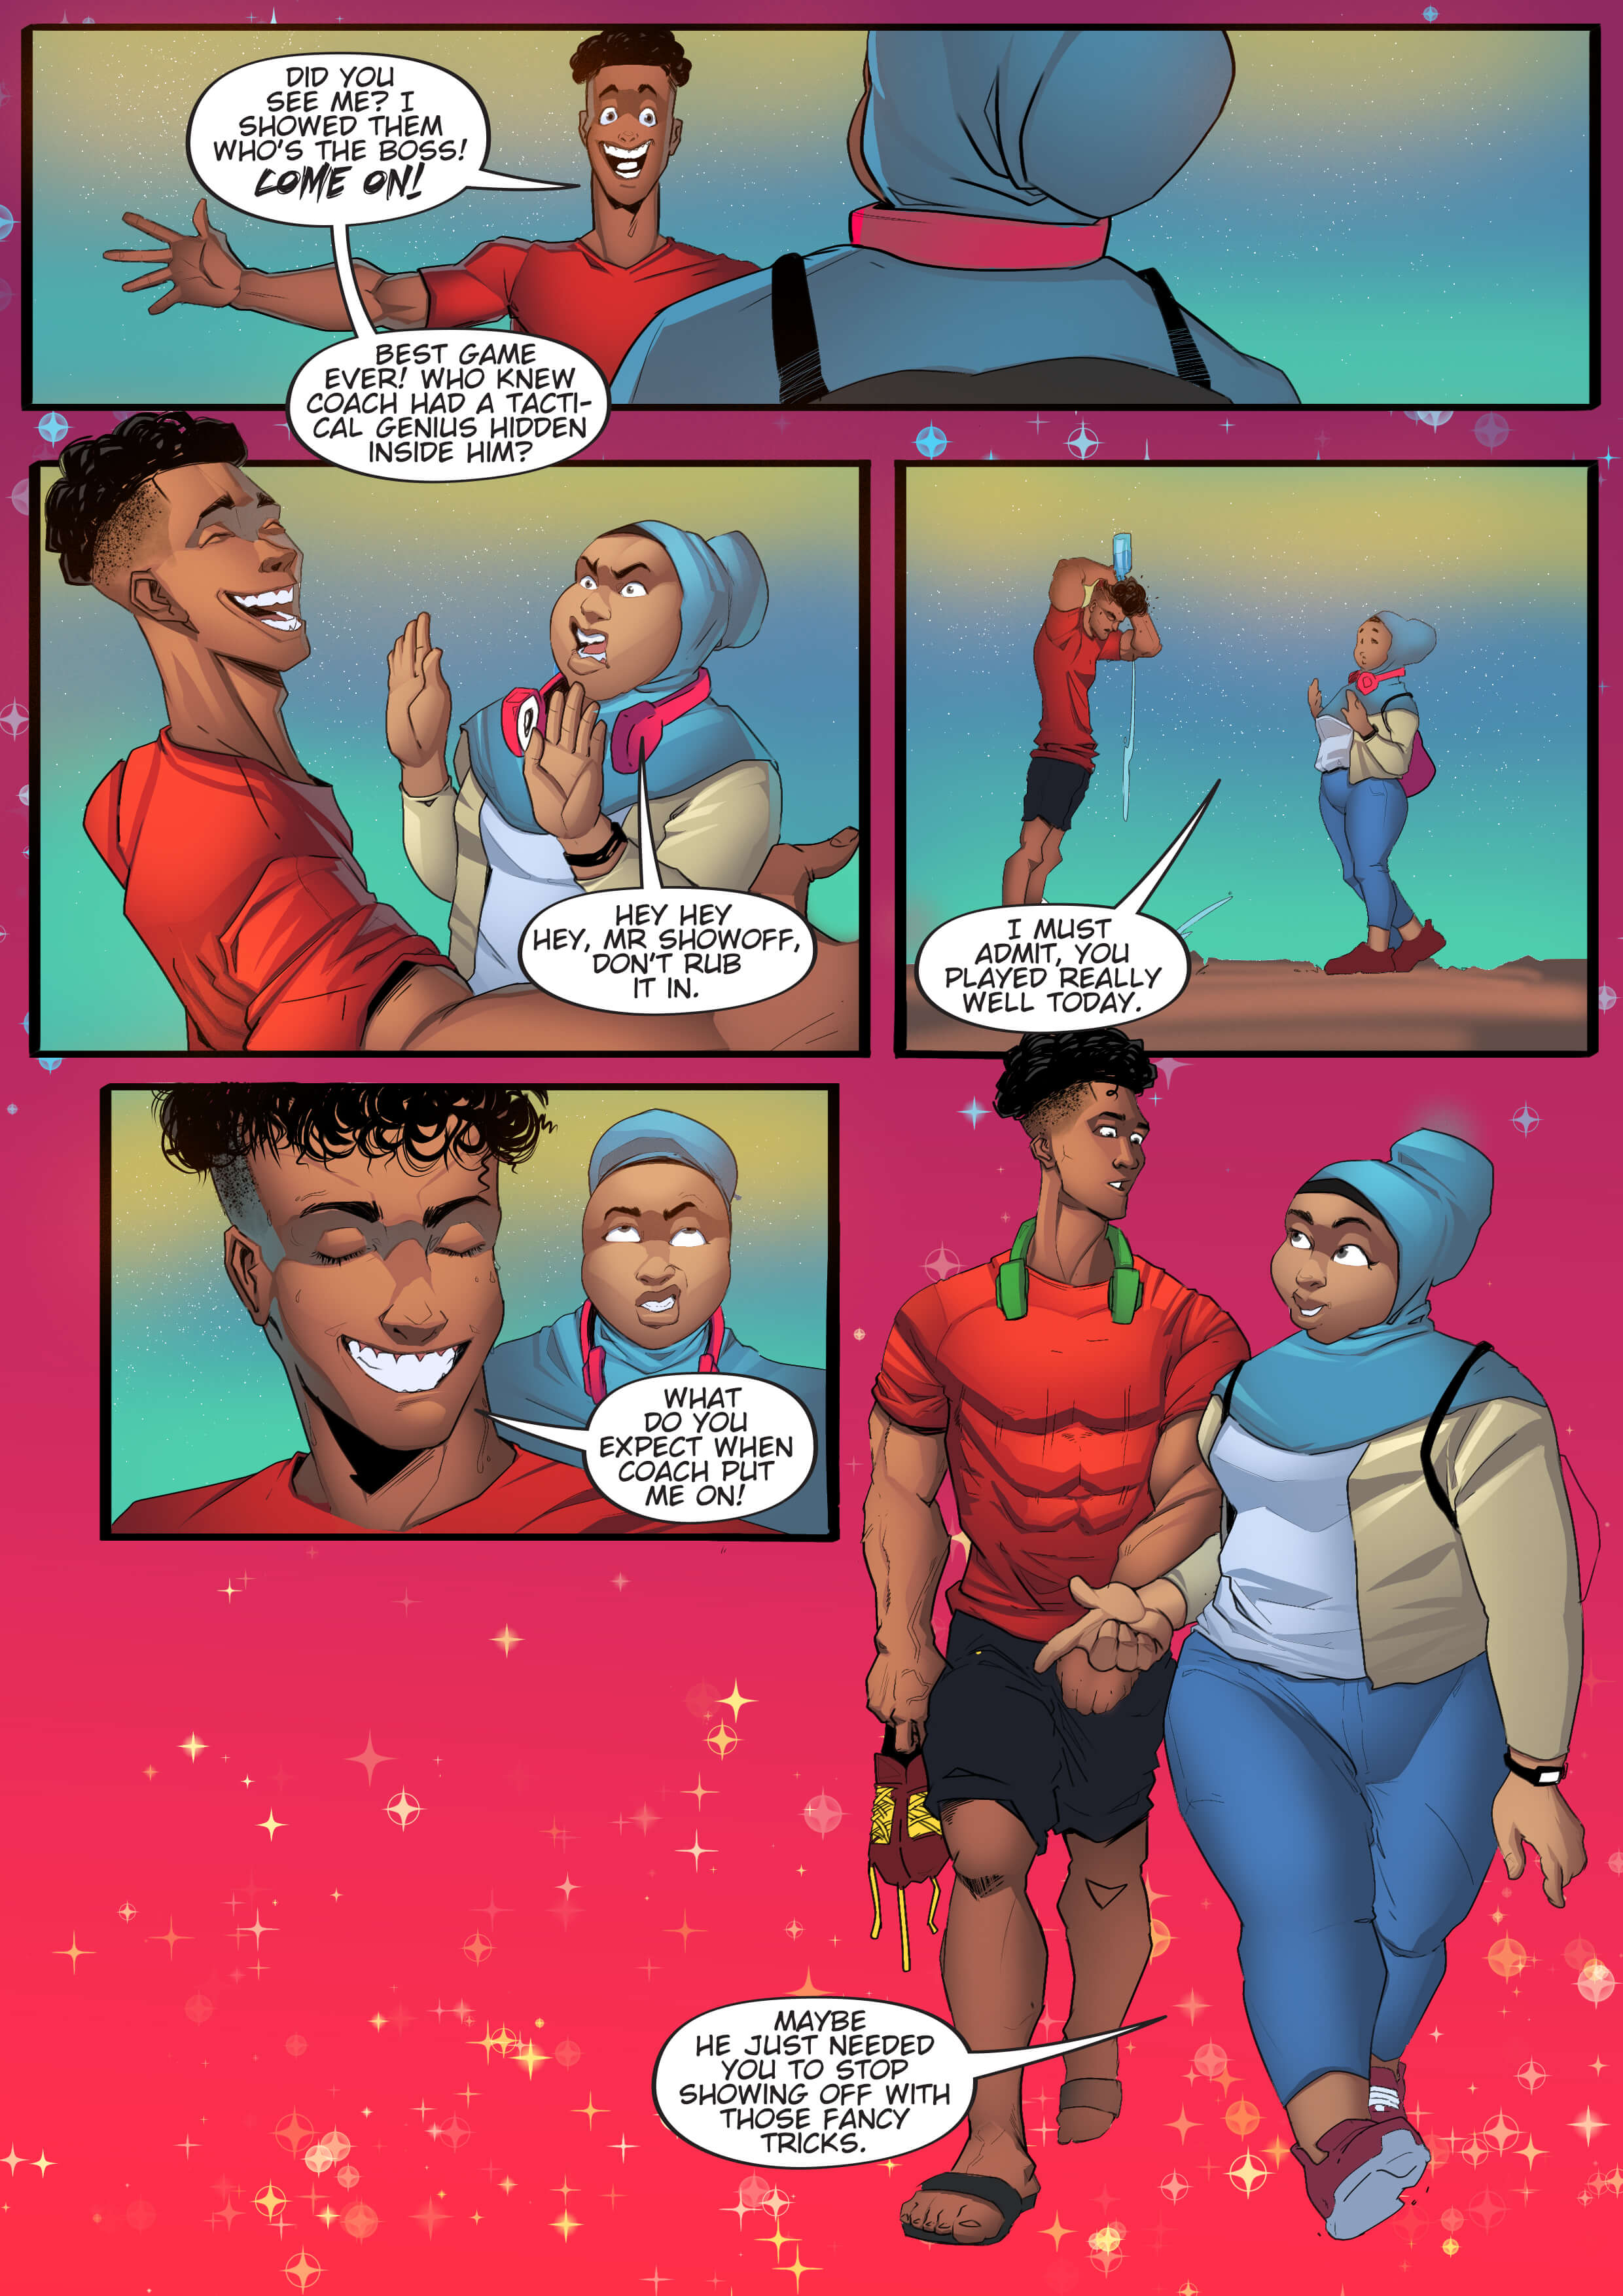 DID YOU
SEE ME? I
SHOWED THEM
WHO'S THE BOSS!
COME ON!
BEST GAME
EVER! WHO KNEW
COACH HAD A TACTI-
CAL GENIUS HIDDEN
INSIDE HIM?
HEY HEY
HEY, MR SHOWOFF,
DON'T RUB
IT IN.
I MUST
ADMIT, YOU
PLAYED REALLY
WELL TODAY.
WHAT
DO YOU
EXPECT WHEN
COACH PUT
ME ON!
MAYBE
HE JUST NEEDED
YOU TO STOP
SHOWING OFF WITH
THOSE FANCY
TRICKS.